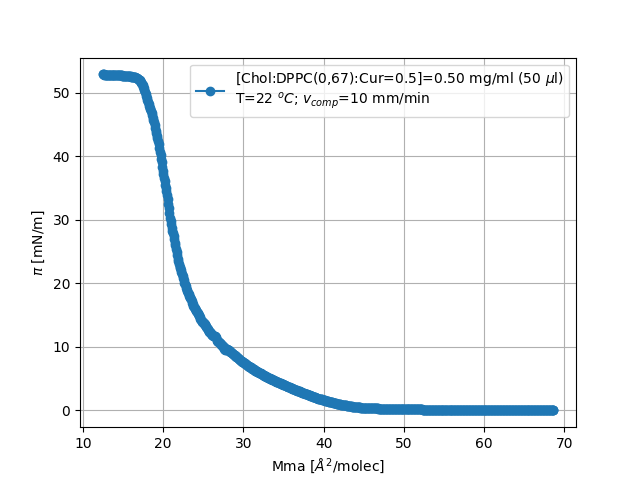 [Chol:DPPC(0,67):Cur=0.5]=0.50 mg/ml (50 μl)
T=22 °C; v_comp=10 mm/min
50
40
30
20
10
0
π [mN/m]
10 20 30 40 50 60 70
Mma [Å²/molec]